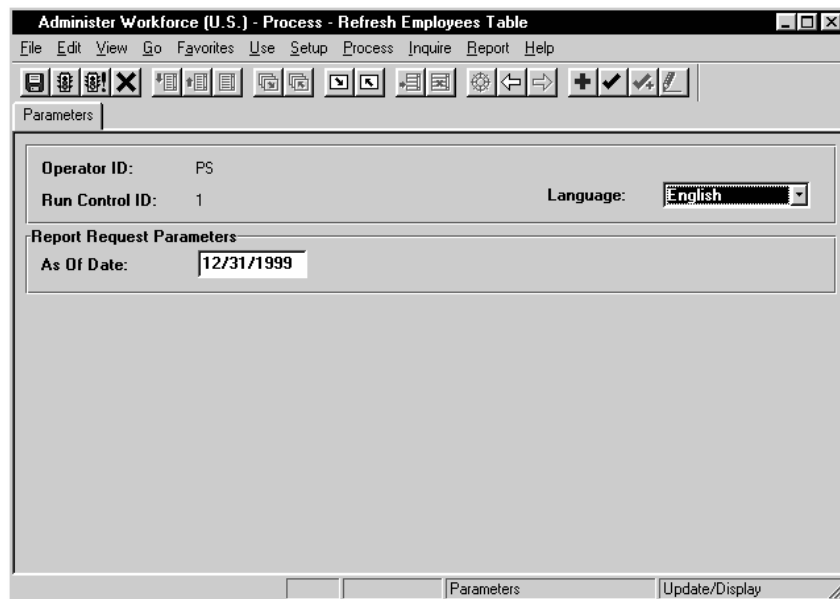 Administer Workforce (U.S.) - Process - Refresh Employees Table
File Edit View Go Favorites Use Setup Process Inquire Report Help
Parameters
Operator ID: PS
Run Control ID: 1 Language: English
Report Request Parameters
As Of Date: 12/31/1999
Parameters Update/Display